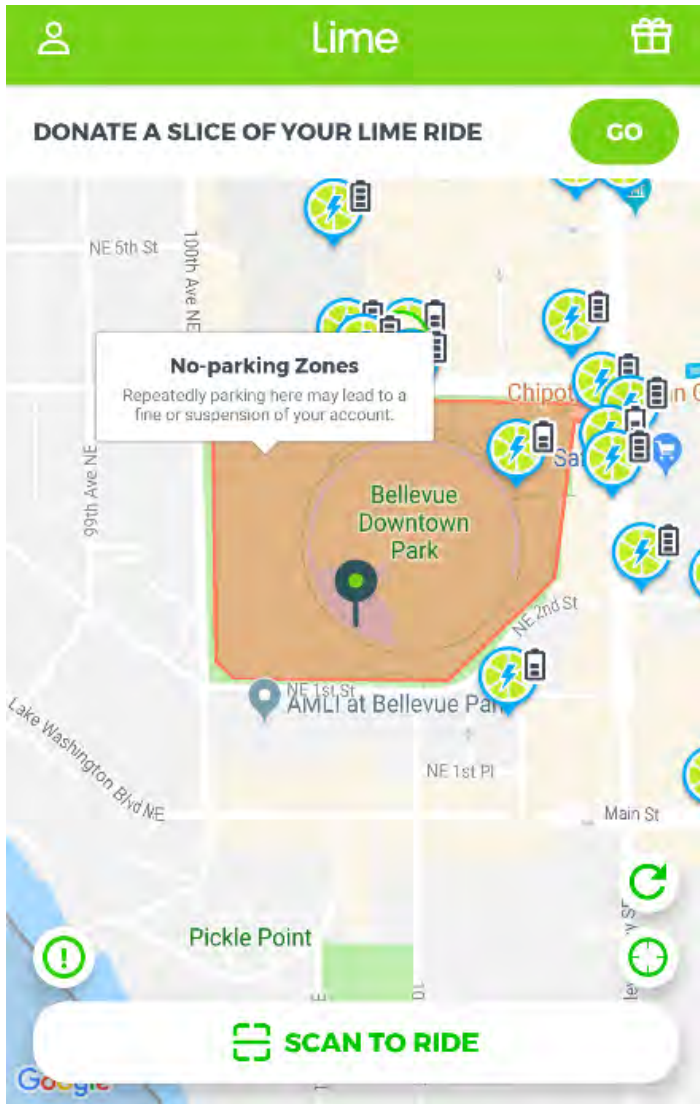 Lime
DONATE A SLICE OF YOUR LIME RIDE
GO
NE 5th St
100th Ave NE
No-parking Zones
Repeatedly parking here may lead to a
fine or suspension of your account.
Chipot
99th Ave NE
Bellevue
Downtown
Park
NE 2nd St
NE 1st St
AMLI at Bellevue Par
Lake Washington Blvd NE
NE 1st Pl
Main St
Pickle Point
SCAN TO RIDE
Google